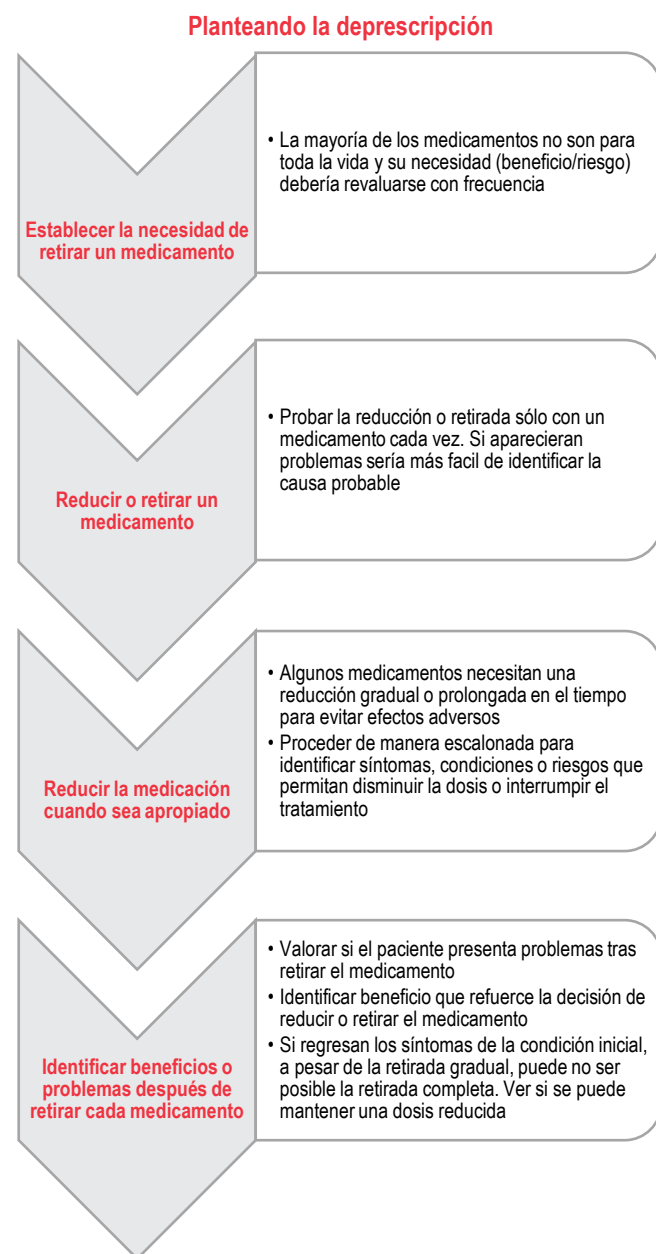 Planteando la deprescripción
Establecer la necesidad de
retirar un medicamento
• La mayoría de los medicamentos no son para
toda la vida y su necesidad (beneficio/riesgo)
debería revaluarse con frecuencia
Reducir o retirar un
medicamento
• Probar la reducción o retirada sólo con un
medicamento cada vez. Si aparecieran
problemas sería más facil de identificar la
causa probable
Reducir la medicación
cuando sea apropiado
• Algunos medicamentos necesitan una
reducción gradual o prolongada en el tiempo
para evitar efectos adversos
• Proceder de manera escalonada para
identificar síntomas, condiciones o riesgos que
permitan disminuir la dosis o interrumpir el
tratamiento
Identificar beneficios o
problemas después de
retirar cada medicamento
• Valorar si el paciente presenta problemas tras
retirar el medicamento
• Identificar beneficio que refuerce la decisión de
reducir o retirar el medicamento
• Si regresan los síntomas de la condición inicial,
a pesar de la retirada gradual, puede no ser
posible la retirada completa. Ver si se puede
mantener una dosis reducida